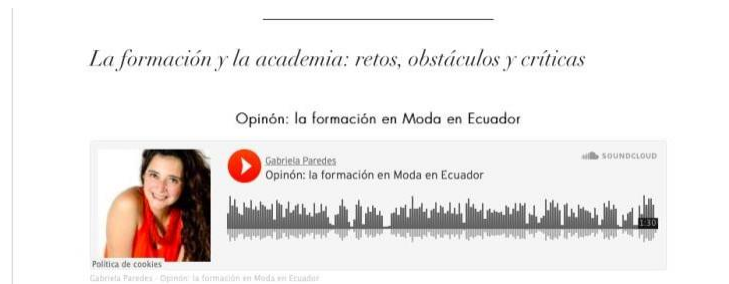 La formación y la academia: retos, obstáculos y críticas
Opinón: la formación en Moda en Ecuador
Gabriela Paredes
SOUNDCLOUD
Opinón: la formación en Moda en Ecuador
1:30
Política de cookies
Gabriela Paredes · Opinón: la formación en Moda en Ecuador